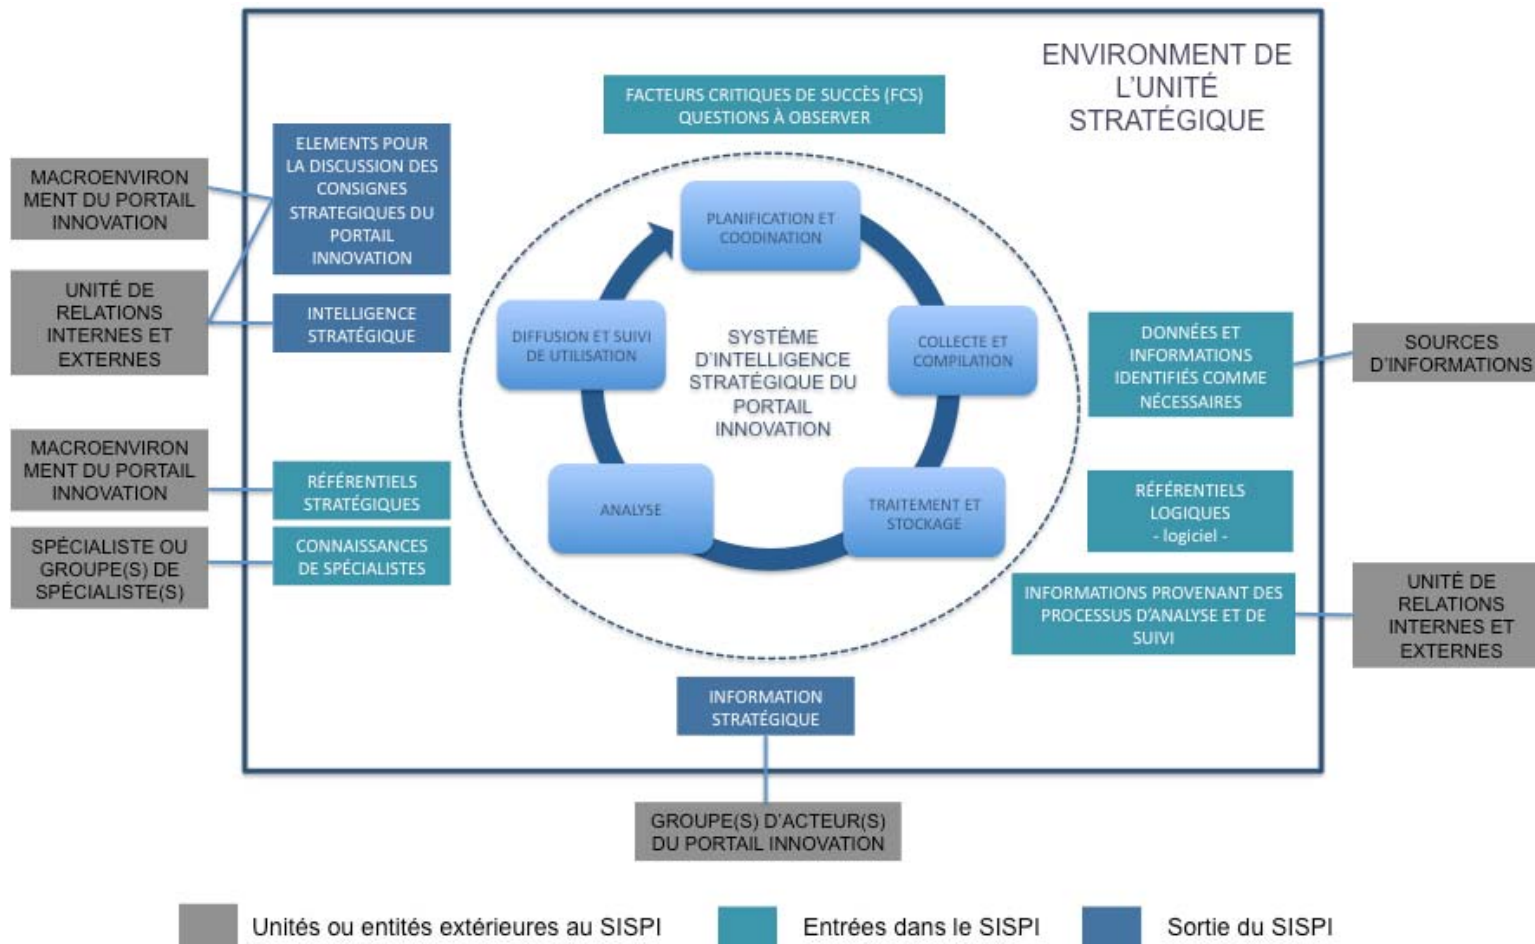 ENVIRONMENT DE
L'UNITÉ
STRATÉGIQUE
FACTEURS CRITIQUES DE SUCCÈS (FCS)
QUESTIONS À OBSERVER
MACROENVIRON
MENT DU PORTAIL
INNOVATION
UNITÉ DE
RELATIONS
INTERNES ET
EXTERNES
ELEMENTS POUR
LA DISCUSSION DES
CONSIGNES
STRATEGIQUES DU
PORTAIL
INNOVATION
INTELLIGENCE
STRATÉGIQUE
MACROENVIRON
MENT DU PORTAIL
INNOVATION
SPÉCIALISTE OU
GROUPE(S) DE
SPÉCIALISTE(S)
RÉFÉRENTIELS
STRATÉGIQUES
CONNAISSANCES
DE SPÉCIALISTES
PLANIFICATION ET
COODINATION
COLLECTE ET
COMPILATION
TRAITEMENT ET
STOCKAGE
ANALYSE
DIFFUSION ET SUIVI
DE UTILISATION
SYSTÉME
D'INTELLIGENCE
STRATÉGIQUE DU
PORTAIL
INNOVATION
DONNÉES ET
INFORMATIONS
IDENTIFIÉS COMME
NÉCESSAIRES
SOURCES
D'INFORMATIONS
RÉFÉRENTIELS
LOGIQUES
- logiciel -
INFORMATIONS PROVENANT DES
PROCESSUS D'ANALYSE ET DE
SUIVI
UNITÉ DE
RELATIONS
INTERNES ET
EXTERNES
INFORMATION
STRATÉGIQUE
GROUPE(S) D'ACTEUR(S)
DU PORTAIL INNOVATION
Unités ou entités extérieures au SISPI
Entrées dans le SISPI
Sortie du SISPI